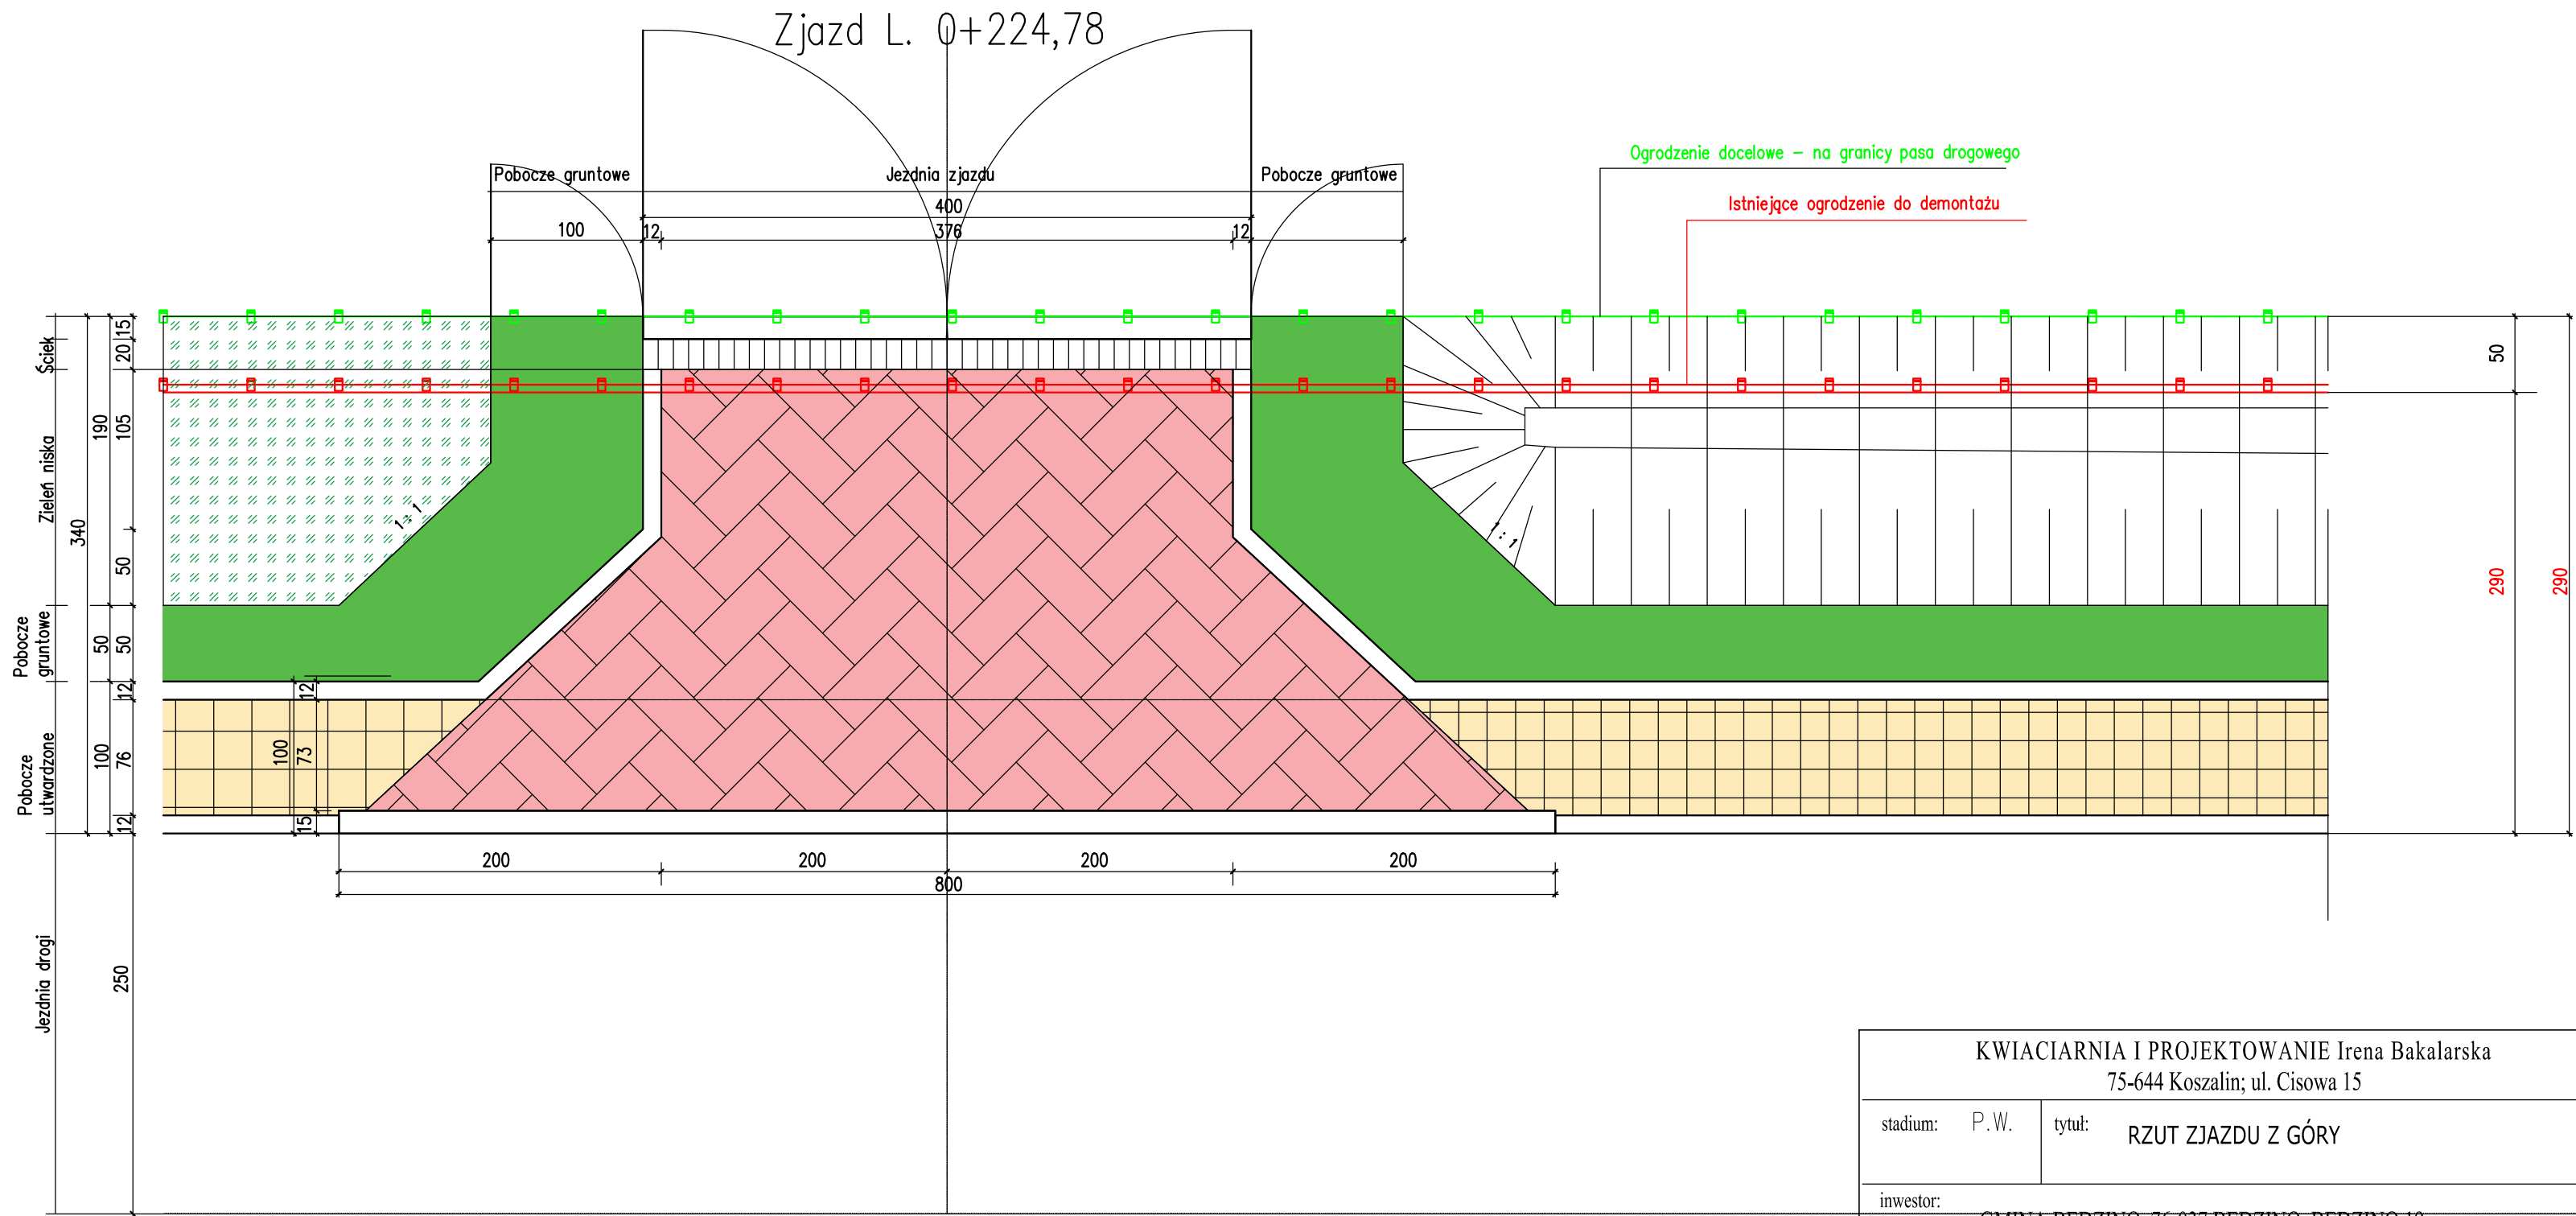 Zjazd L. 0+224,78
Ogrodzenie docelowe – na granicy pasa drogowego
Istniejące ogrodzenie do demontażu
Pobocze gruntowe
Jezdnia zjazdu
Pobocze gruntowe
400
100
12
376
12
Ściek
Zieleń niska
Pobocze gruntowe
Pobocze utwardzone
Jezdnia drogi
340
190
50
100
15
20
105
50
50
12
76
12
250
100
12
73
15
1:1
1:1
50
290
290
200
200
200
200
800
KWIACIARNIA I PROJEKTOWANIE Irena Bakalarska
75-644 Koszalin; ul. Cisowa 15
stadium: P.W.
tytuł: RZUT ZJAZDU Z GÓRY
inwestor: